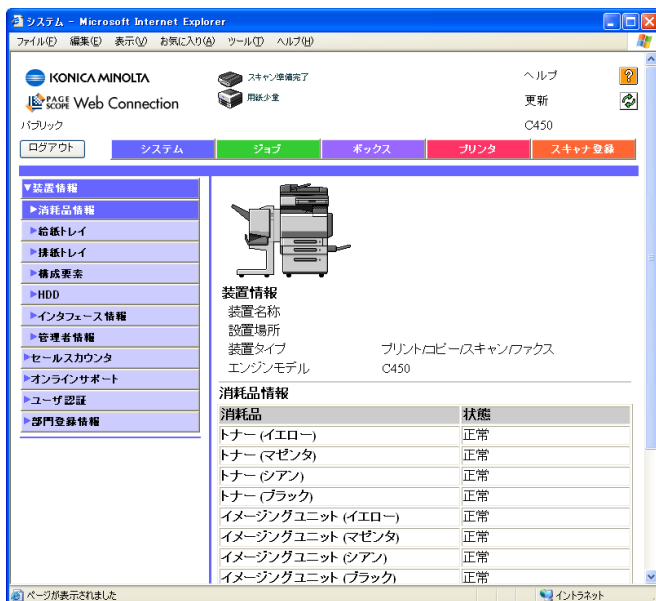 システム - Microsoft Internet Explorer
ファイル(F) 編集(E) 表示(V) お気に入り(A) ツール(T) ヘルプ(H)
KONICA MINOLTA
スキャン準備完了
ヘルプ
?
PAGE SCOPE Web Connection
用紙少量
更新
パブリック
C450
ログアウト
システム
ジョブ
ボックス
プリンタ
スキャナ登録
▼装置情報
▶消耗品情報
▶給紙トレイ
▶排紙トレイ
▶構成要素
▶HDD
▶インタフェース情報
▶管理者情報
▶セールスカウンタ
▶オンラインサポート
▶ユーザ認証
▶部門登録情報
装置情報
装置名称
設置場所
装置タイプ プリント/コピー/スキャン/ファクス
エンジンモデル C450
消耗品情報
消耗品 状態
トナー (イエロー) 正常
トナー (マゼンタ) 正常
トナー (シアン) 正常
トナー (ブラック) 正常
イメージングユニット (イエロー) 正常
イメージングユニット (マゼンタ) 正常
イメージングユニット (シアン) 正常
イメージングユニット (ブラック) 正常
ページが表示されました
イントラネット